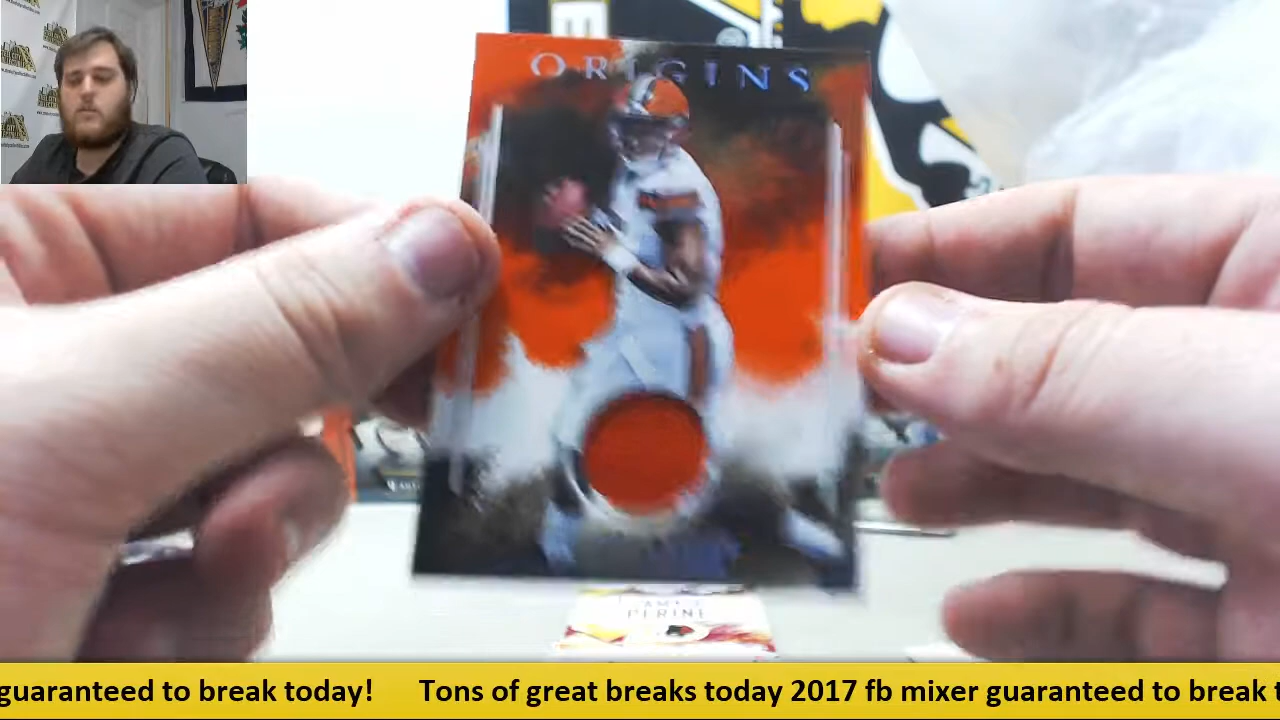 ORIGINS
PERINE
guaranteed to break today! Tons of great breaks today 2017 fb mixer guaranteed to break t